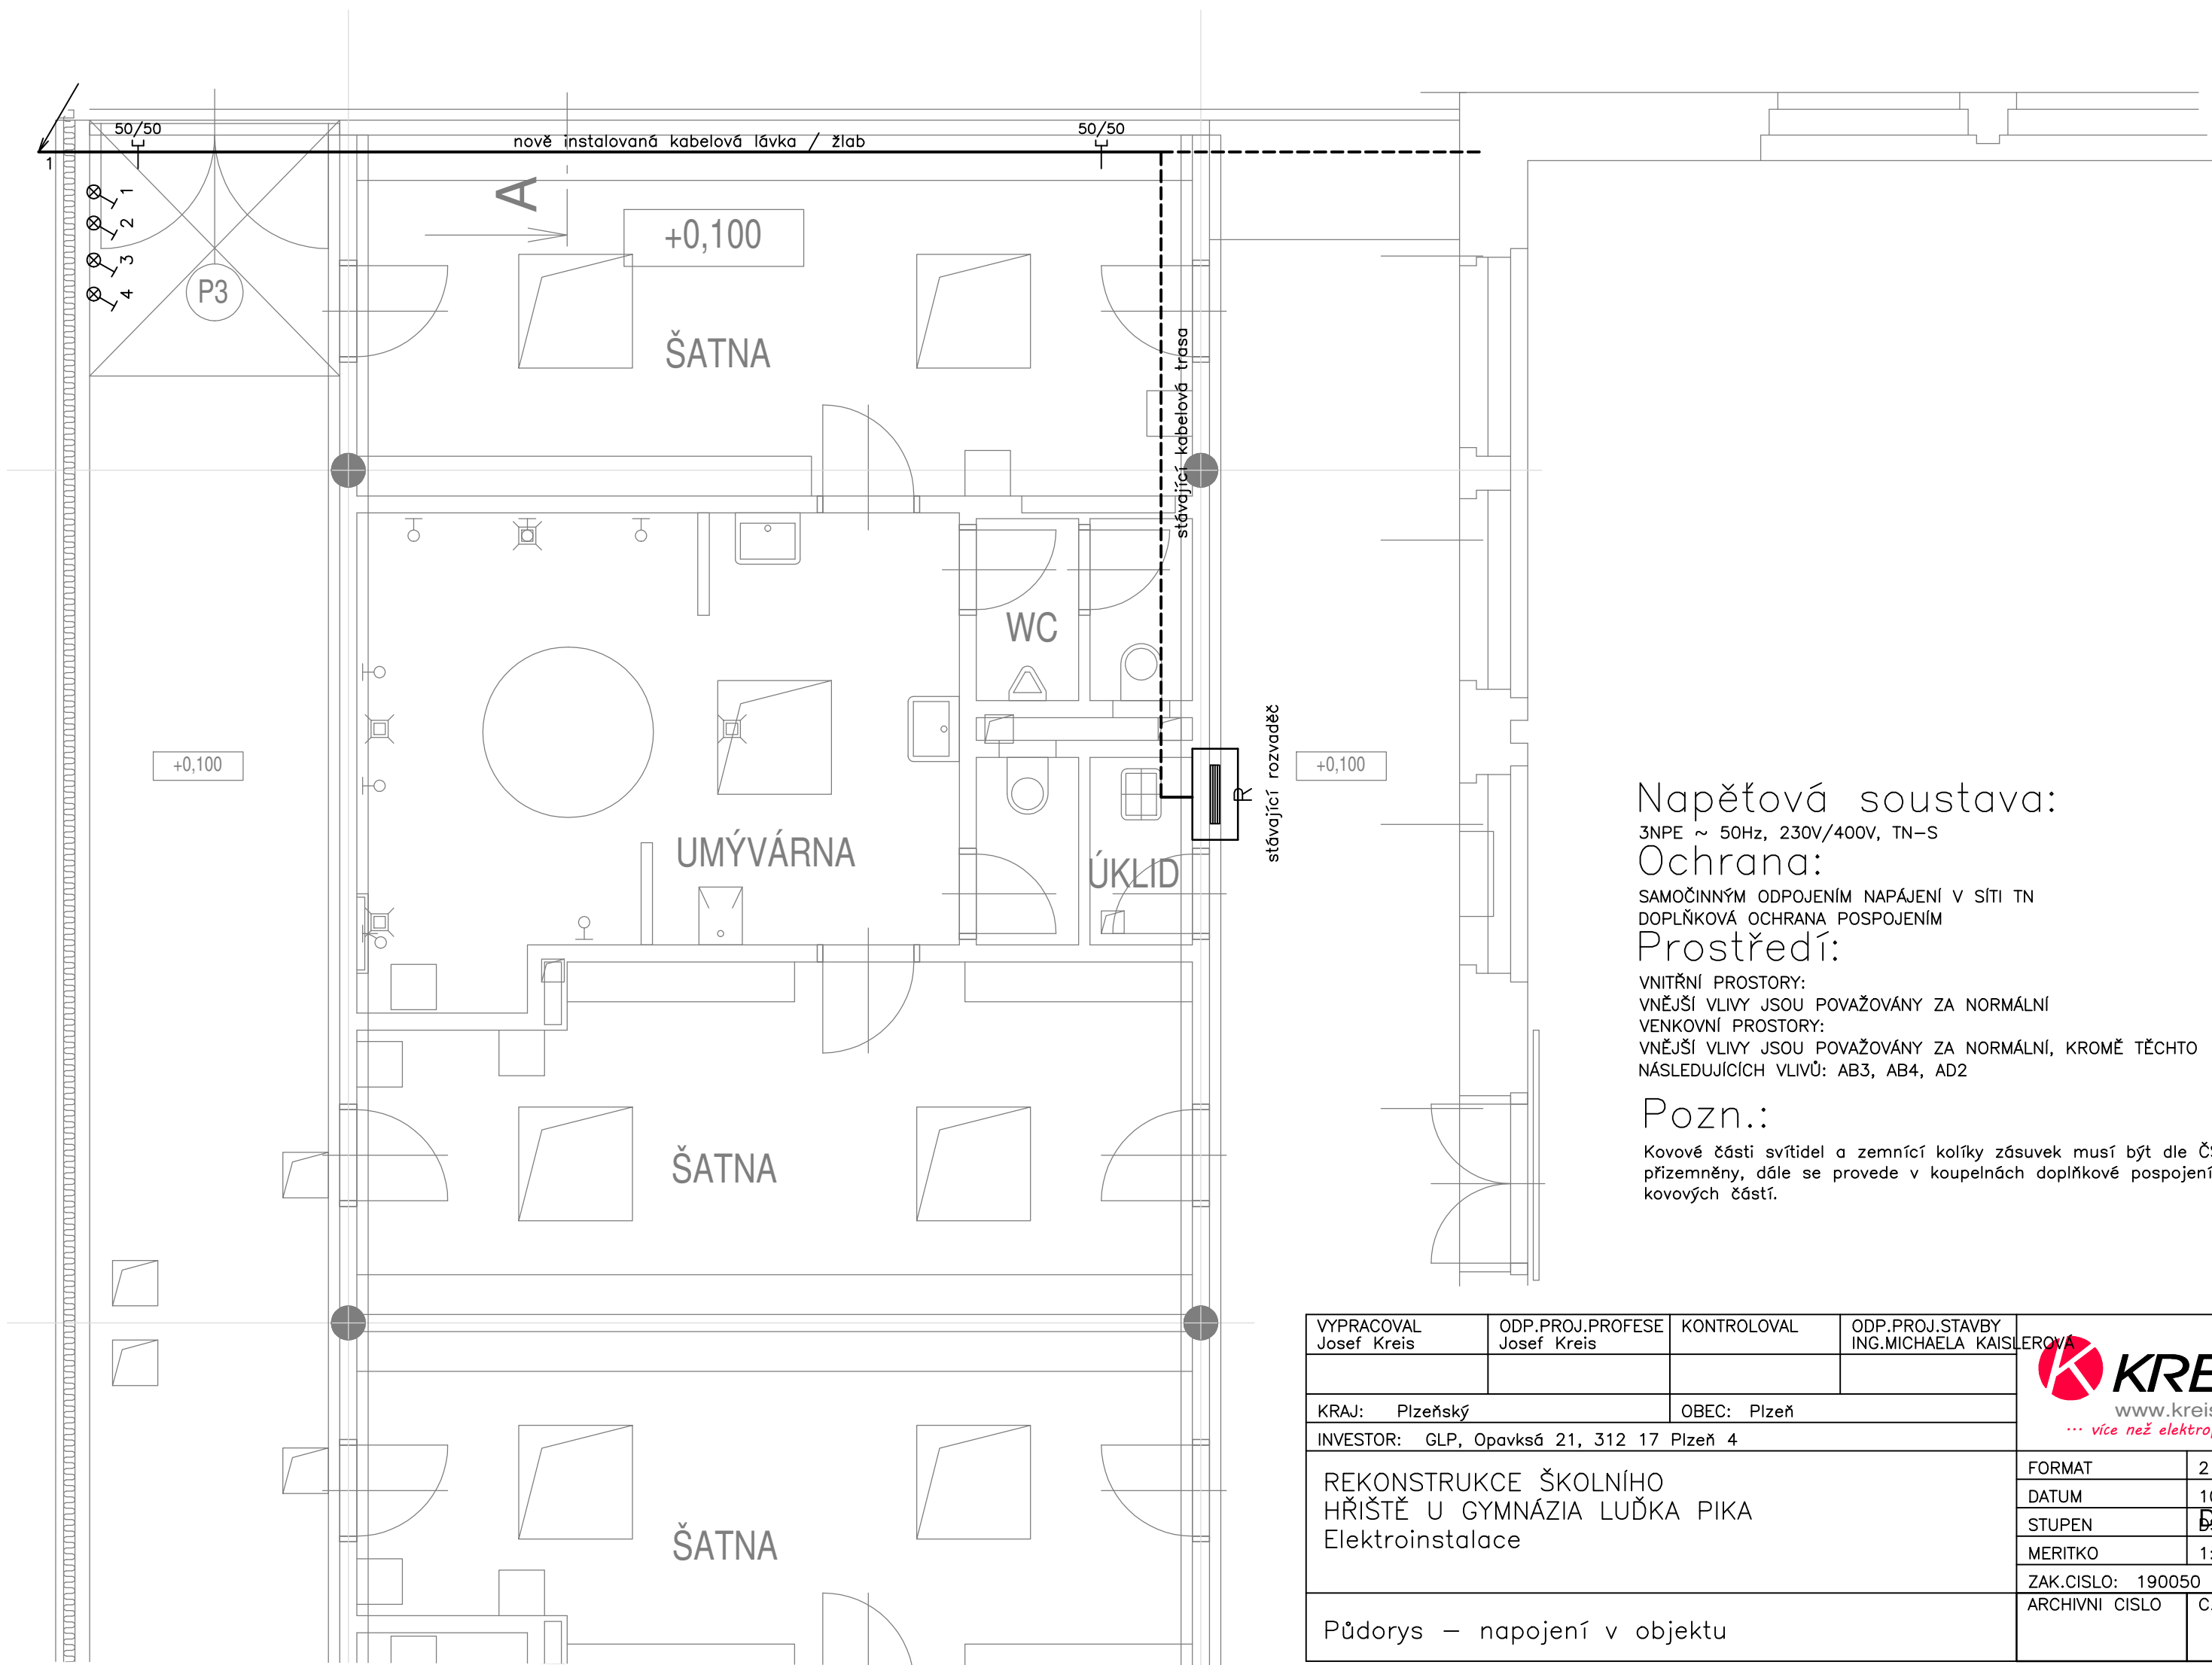 50/50
50/50
nově instalovaná kabelová lávka / žlab
1
1
2
3
4
P3
A
+0,100
ŠATNA
stávající kabelová trasa
WC
+0,100
stávající rozvaděč
R
+0,100
UMÝVÁRNA
ÚKLID
ŠATNA
ŠATNA
Napěťová soustava:
3NPE ~ 50Hz, 230V/400V, TN–S
Ochrana:
SAMOČINNÝM ODPOJENÍM NAPÁJENÍ V SÍTI TN
DOPLŇKOVÁ OCHRANA POSPOJENÍM
Prostředí:
VNITŘNÍ PROSTORY:
VNĚJŠÍ VLIVY JSOU POVAŽOVÁNY ZA NORMÁLNÍ
VENKOVNÍ PROSTORY:
VNĚJŠÍ VLIVY JSOU POVAŽOVÁNY ZA NORMÁLNÍ, KROMĚ TĚCHTO
NÁSLEDUJÍCÍCH VLIVŮ: AB3, AB4, AD2
Pozn.:
Kovové části svítidel a zemnící kolíky zásuvek musí být dle
přizemněny, dále se provede v koupelnách doplňkové pospojení
kovových částí.
VYPRACOVAL
Josef Kreis
ODP.PROJ.PROFESE
Josef Kreis
KONTROLOVAL
ODP.PROJ.STAVBY
ING.MICHAELA KAISLEROVÁ
KRAJ: Plzeňský
OBEC: Plzeň
INVESTOR: GLP, Opavksá 21, 312 17 Plzeň 4
REKONSTRUKCE ŠKOLNÍHO
HŘIŠTĚ U GYMNÁZIA LUĎKA PIKA
Elektroinstalace
Půdorys – napojení v objektu
... více než
FORMAT 2
DATUM
STUPEN
MERITKO
ZAK.CISLO: 190050
ARCHIVNI CISLO